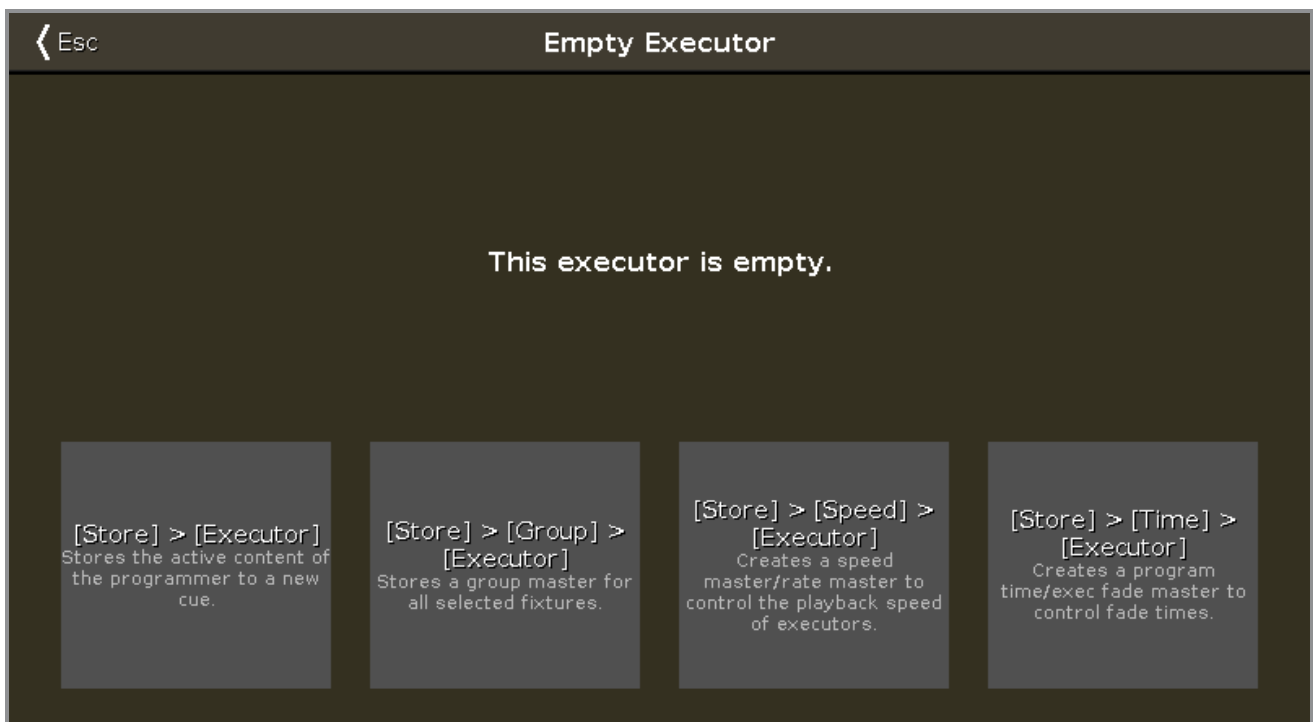 Esc
Empty Executor
This executor is empty.
[Store] > [Executor]
Stores the active content of
the programmer to a new
cue.
[Store] > [Group] >
[Executor]
Stores a group master for
all selected fixtures.
[Store] > [Speed] >
[Executor]
Creates a speed
master/rate master to
control the playback speed
of executors.
[Store] > [Time] >
[Executor]
Creates a program
time/exec fade master to
control fade times.